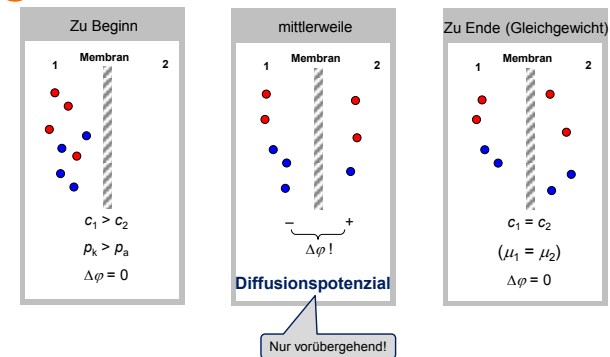 Zu Beginn
Membran
1 2
c₁ > c₂
pₖ > pₐ
Δφ = 0
mittlerweile
Membran
1 2
– +
Δφ !
Diffusionspotenzial
Nur vorübergehend!
Zu Ende (Gleichgewicht)
Membran
1 2
c₁ = c₂
(μ₁ = μ₂)
Δφ = 0